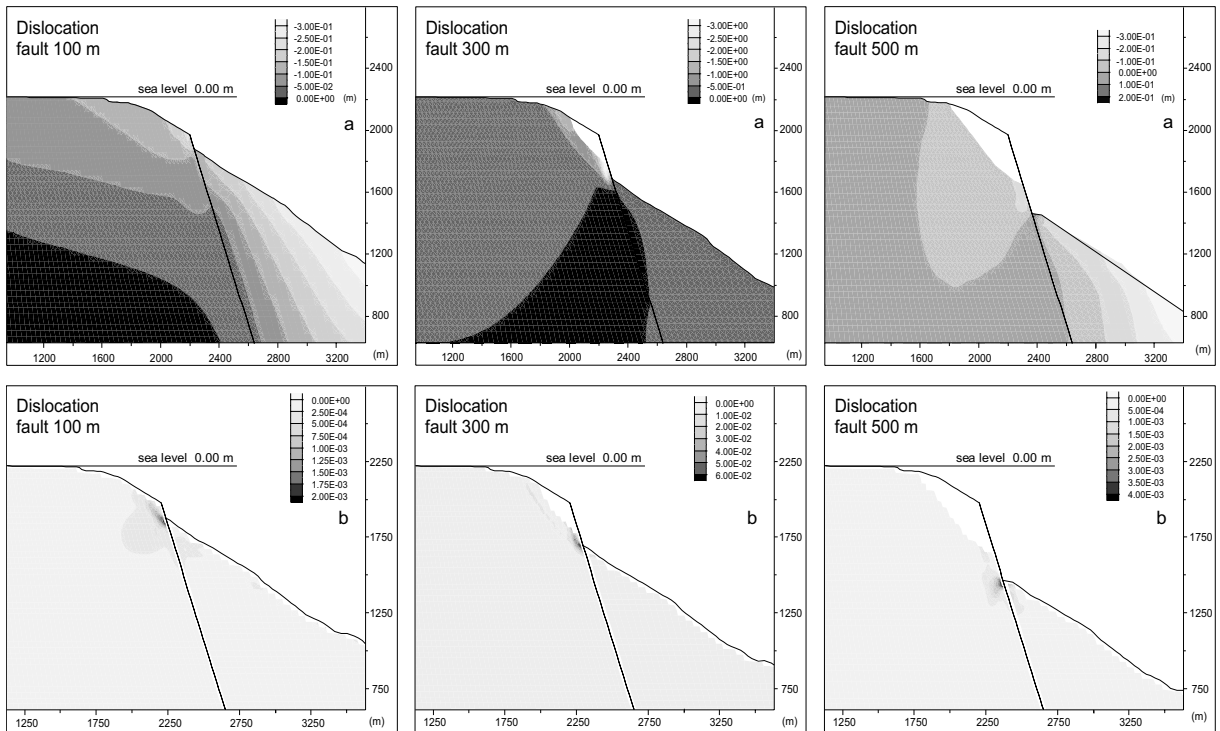 Dislocation
fault 100 m
-3.00E-01
-2.50E-01
-2.00E-01
-1.50E-01
-1.00E-01
-5.00E-02
0.00E+00 (m)
sea level 0.00 m
a
2400
2000
1600
1200
800
1200 1600 2000 2400 2800 3200 (m)
Dislocation
fault 300 m
-3.00E+00
-2.50E+00
-2.00E+00
-1.50E+00
-1.00E+00
-5.00E-01
0.00E+00 (m)
sea level 0.00 m
a
2400
2000
1600
1200
800
1200 1600 2000 2400 2800 3200 (m)
Dislocation
fault 500 m
-3.00E-01
-2.00E-01
-1.00E-01
0.00E+00
1.00E-01
2.00E-01 (m)
sea level 0.00 m
a
2400
2000
1600
1200
800
1200 1600 2000 2400 2800 3200 (m)
Dislocation
fault 100 m
0.00E+00
2.50E-04
5.00E-04
7.50E-04
1.00E-03
1.25E-03
1.50E-03
1.75E-03
2.00E-03
sea level 0.00 m
b
2250
1750
1250
750
1250 1750 2250 2750 3250 (m)
Dislocation
fault 300 m
0.00E+00
1.00E-02
2.00E-02
3.00E-02
4.00E-02
5.00E-02
6.00E-02
sea level 0.00 m
b
2250
1750
1250
750
1250 1750 2250 2750 3250 (m)
Dislocation
fault 500 m
0.00E+00
5.00E-04
1.00E-03
1.50E-03
2.00E-03
2.50E-03
3.00E-03
3.50E-03
4.00E-03
sea level 0.00 m
b
2250
1750
1250
750
1250 1750 2250 2750 3250 (m)